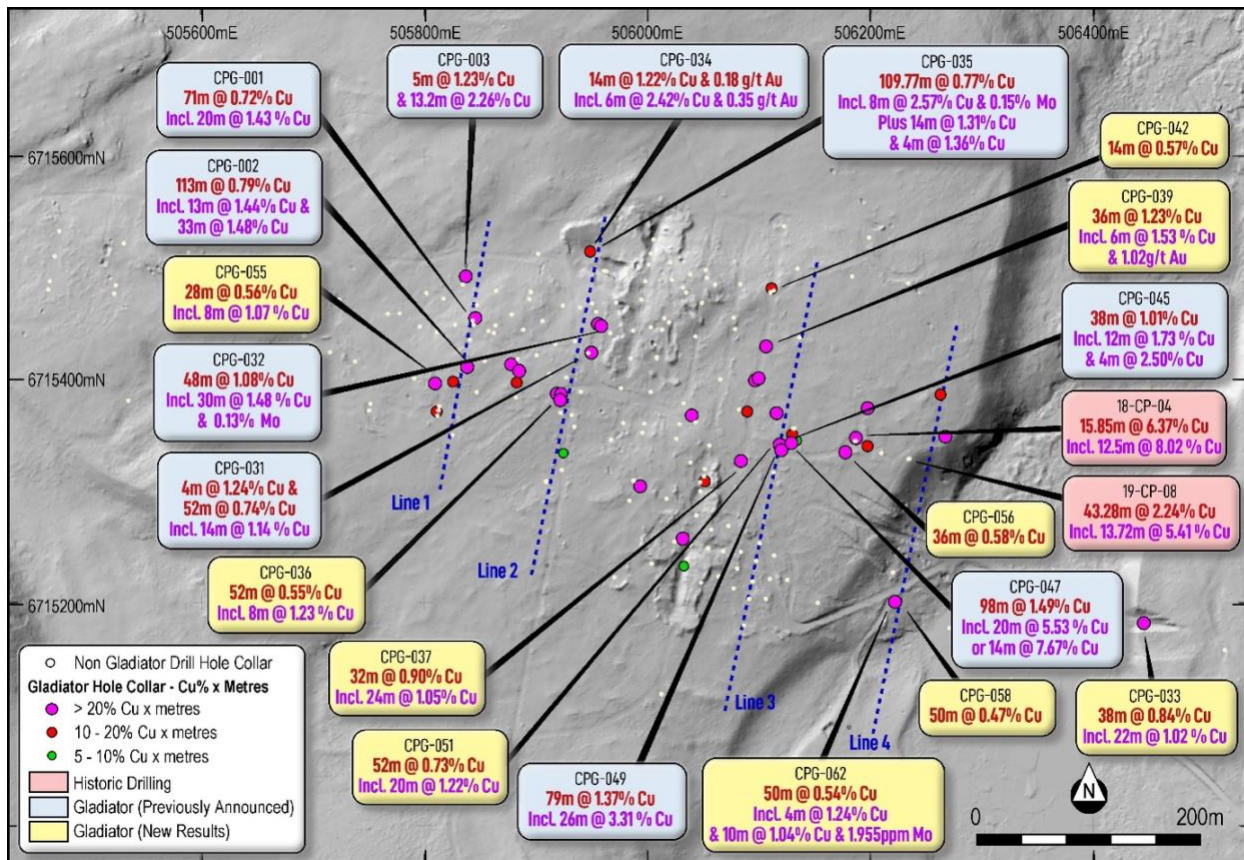 505600mE
505800mE
506000mE
506200mE
506400mE
6715600mN
6715400mN
6715200mN
CPG-001
71m @ 0.72% Cu
Incl. 20m @ 1.43 % Cu
CPG-003
5m @ 1.23% Cu
& 13.2m @ 2.26% Cu
CPG-034
14m @ 1.22% Cu & 0.18 g/t Au
Incl. 6m @ 2.42% Cu & 0.35 g/t Au
CPG-035
109.77m @ 0.77% Cu
Incl. 8m @ 2.57% Cu & 0.15% Mo
Plus 14m @ 1.31% Cu
& 4m @ 1.36% Cu
CPG-042
14m @ 0.57% Cu
CPG-002
113m @ 0.79% Cu
Incl. 13m @ 1.44% Cu &
33m @ 1.48% Cu
CPG-039
36m @ 1.23% Cu
Incl. 6m @ 1.53 % Cu
& 1.02g/t Au
CPG-055
28m @ 0.56% Cu
Incl. 8m @ 1.07 % Cu
CPG-045
38m @ 1.01% Cu
Incl. 12m @ 1.73 % Cu
& 4m @ 2.50% Cu
CPG-032
48m @ 1.08% Cu
Incl. 30m @ 1.48 % Cu
& 0.13% Mo
18-CP-04
15.85m @ 6.37% Cu
Incl. 12.5m @ 8.02 % Cu
CPG-031
4m @ 1.24% Cu &
52m @ 0.74% Cu
Incl. 14m @ 1.14 % Cu
19-CP-08
43.28m @ 2.24% Cu
Incl. 13.72m @ 5.41 % Cu
Line 1
Line 2
Line 3
Line 4
CPG-036
52m @ 0.55% Cu
Incl. 8m @ 1.23 % Cu
CPG-056
36m @ 0.58% Cu
CPG-047
98m @ 1.49% Cu
Incl. 20m @ 5.53 % Cu
or 14m @ 7.67% Cu
CPG-037
32m @ 0.90% Cu
Incl. 24m @ 1.05% Cu
CPG-058
50m @ 0.47% Cu
CPG-033
38m @ 0.84% Cu
Incl. 22m @ 1.02 % Cu
CPG-051
52m @ 0.73% Cu
Incl. 20m @ 1.22% Cu
CPG-049
79m @ 1.37% Cu
Incl. 26m @ 3.31 % Cu
CPG-062
50m @ 0.54% Cu
Incl. 4m @ 1.24% Cu
& 10m @ 1.04% Cu & 1.955ppm Mo
Non Gladiator Drill Hole Collar
Gladiator Hole Collar - Cu% x Metres
> 20% Cu x metres
10 - 20% Cu x metres
5 - 10% Cu x metres
Historic Drilling
Gladiator (Previously Announced)
Gladiator (New Results)
N
0
200m